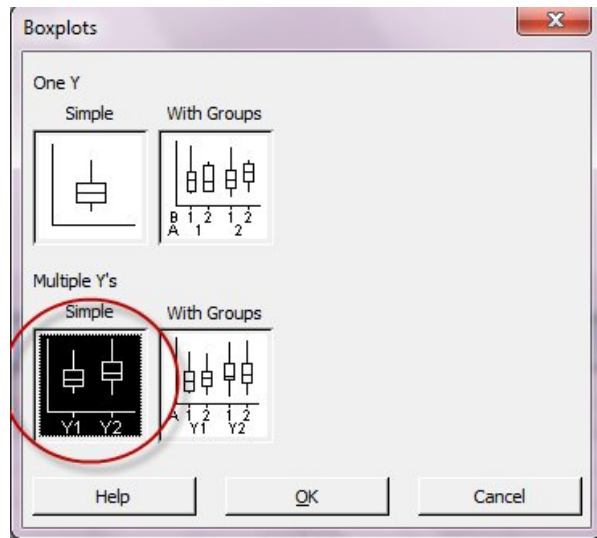 Boxplots
One Y
Simple With Groups
B 1 2 1 2
A 1 2
Multiple Y's
Simple With Groups
A 1 2 1 2
Y1 Y2 Y1 Y2
Help OK Cancel